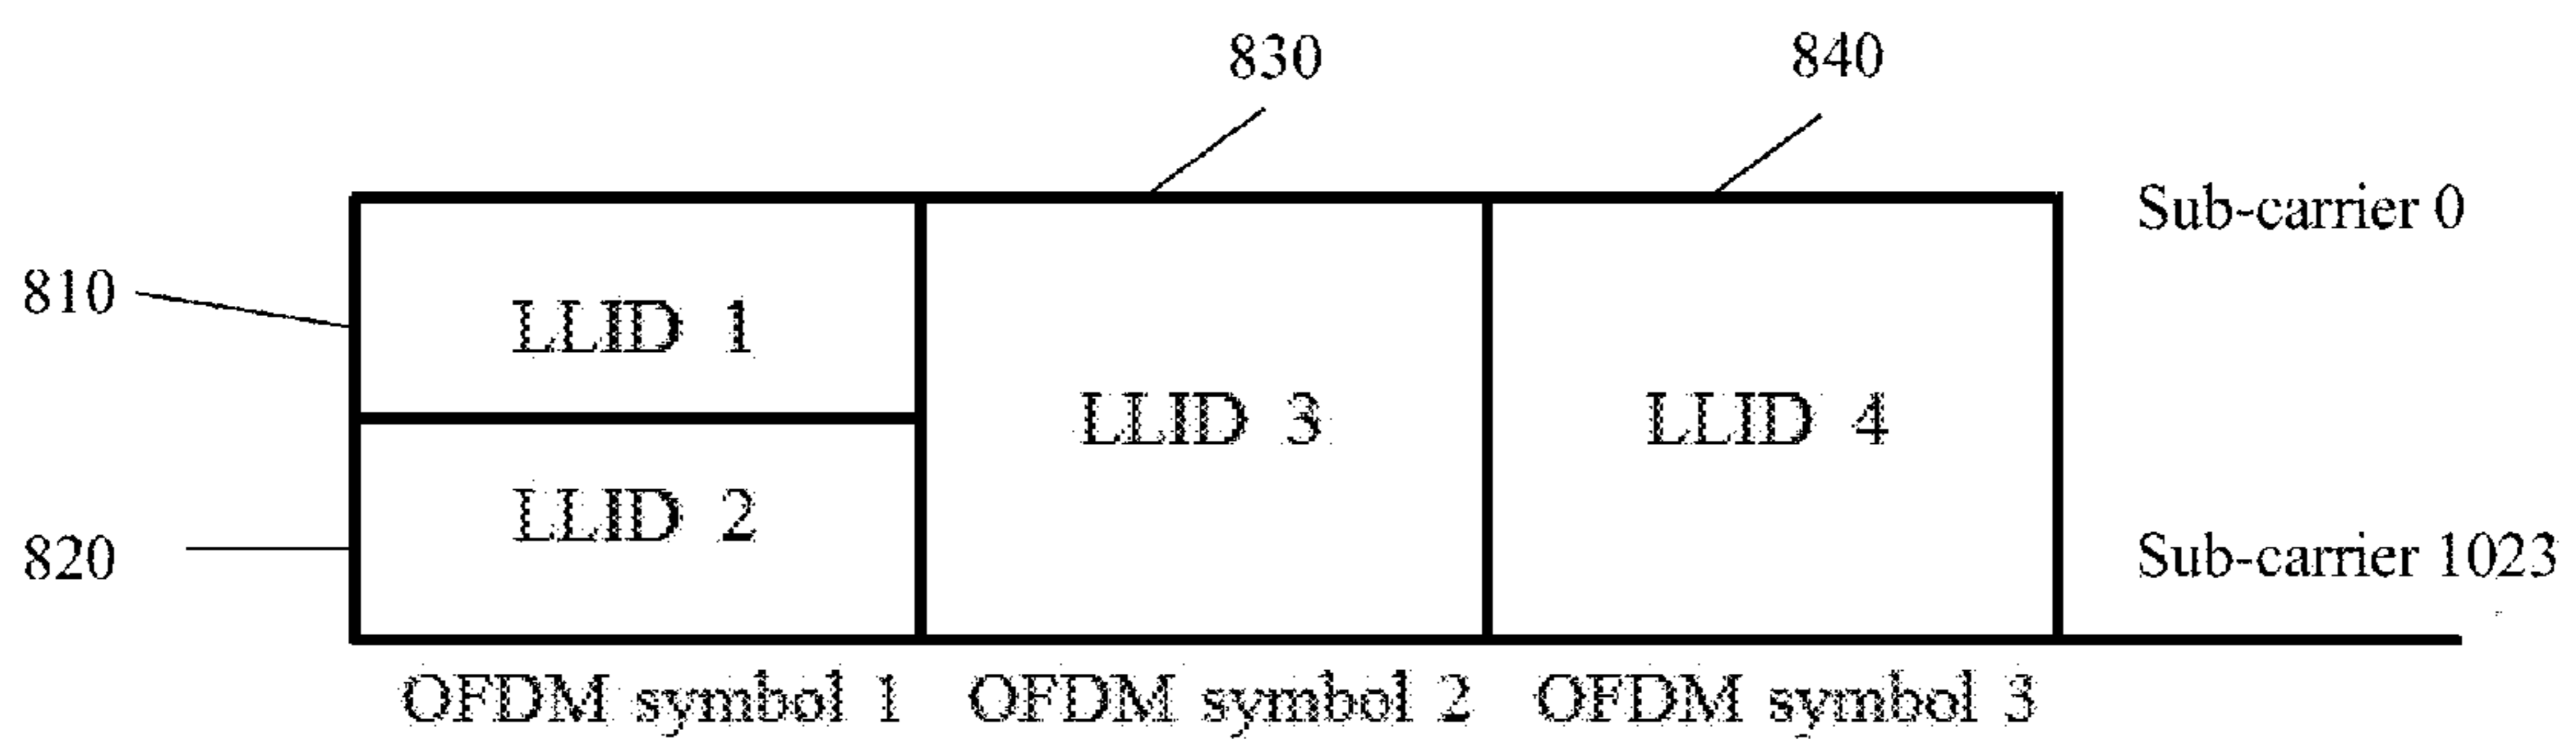 830 840
Sub-carrier 0
810
LLID 1
LLID 3 LLID 4
LLID 2
820
Sub-carrier 1023
OFDM symbol 1 OFDM symbol 2 OFDM symbol 3